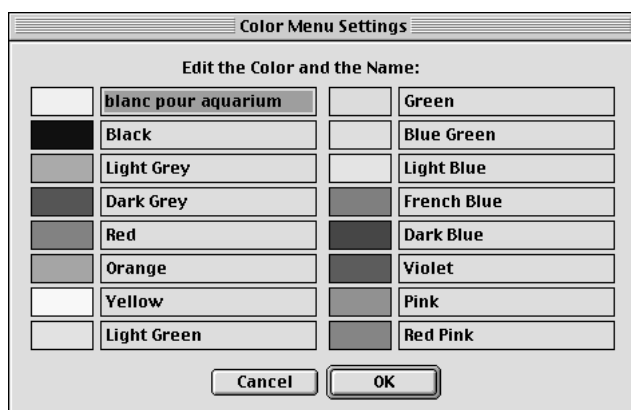 Color Menu Settings
Edit the Color and the Name:
blanc pour aquarium
Green
Black
Blue Green
Light Grey
Light Blue
Dark Grey
French Blue
Red
Dark Blue
Orange
Violet
Yellow
Pink
Light Green
Red Pink
Cancel
OK